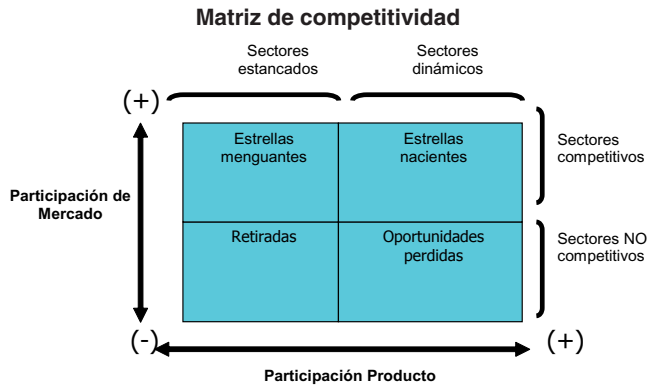 Matriz de competitividad
Sectores
estancados
Sectores
dinámicos
(+)
Estrellas
menguantes
Estrellas
nacientes
Sectores
competitivos
Participación de
Mercado
Retiradas
Oportunidades
perdidas
Sectores NO
competitivos
(-)
(+)
Participación Producto